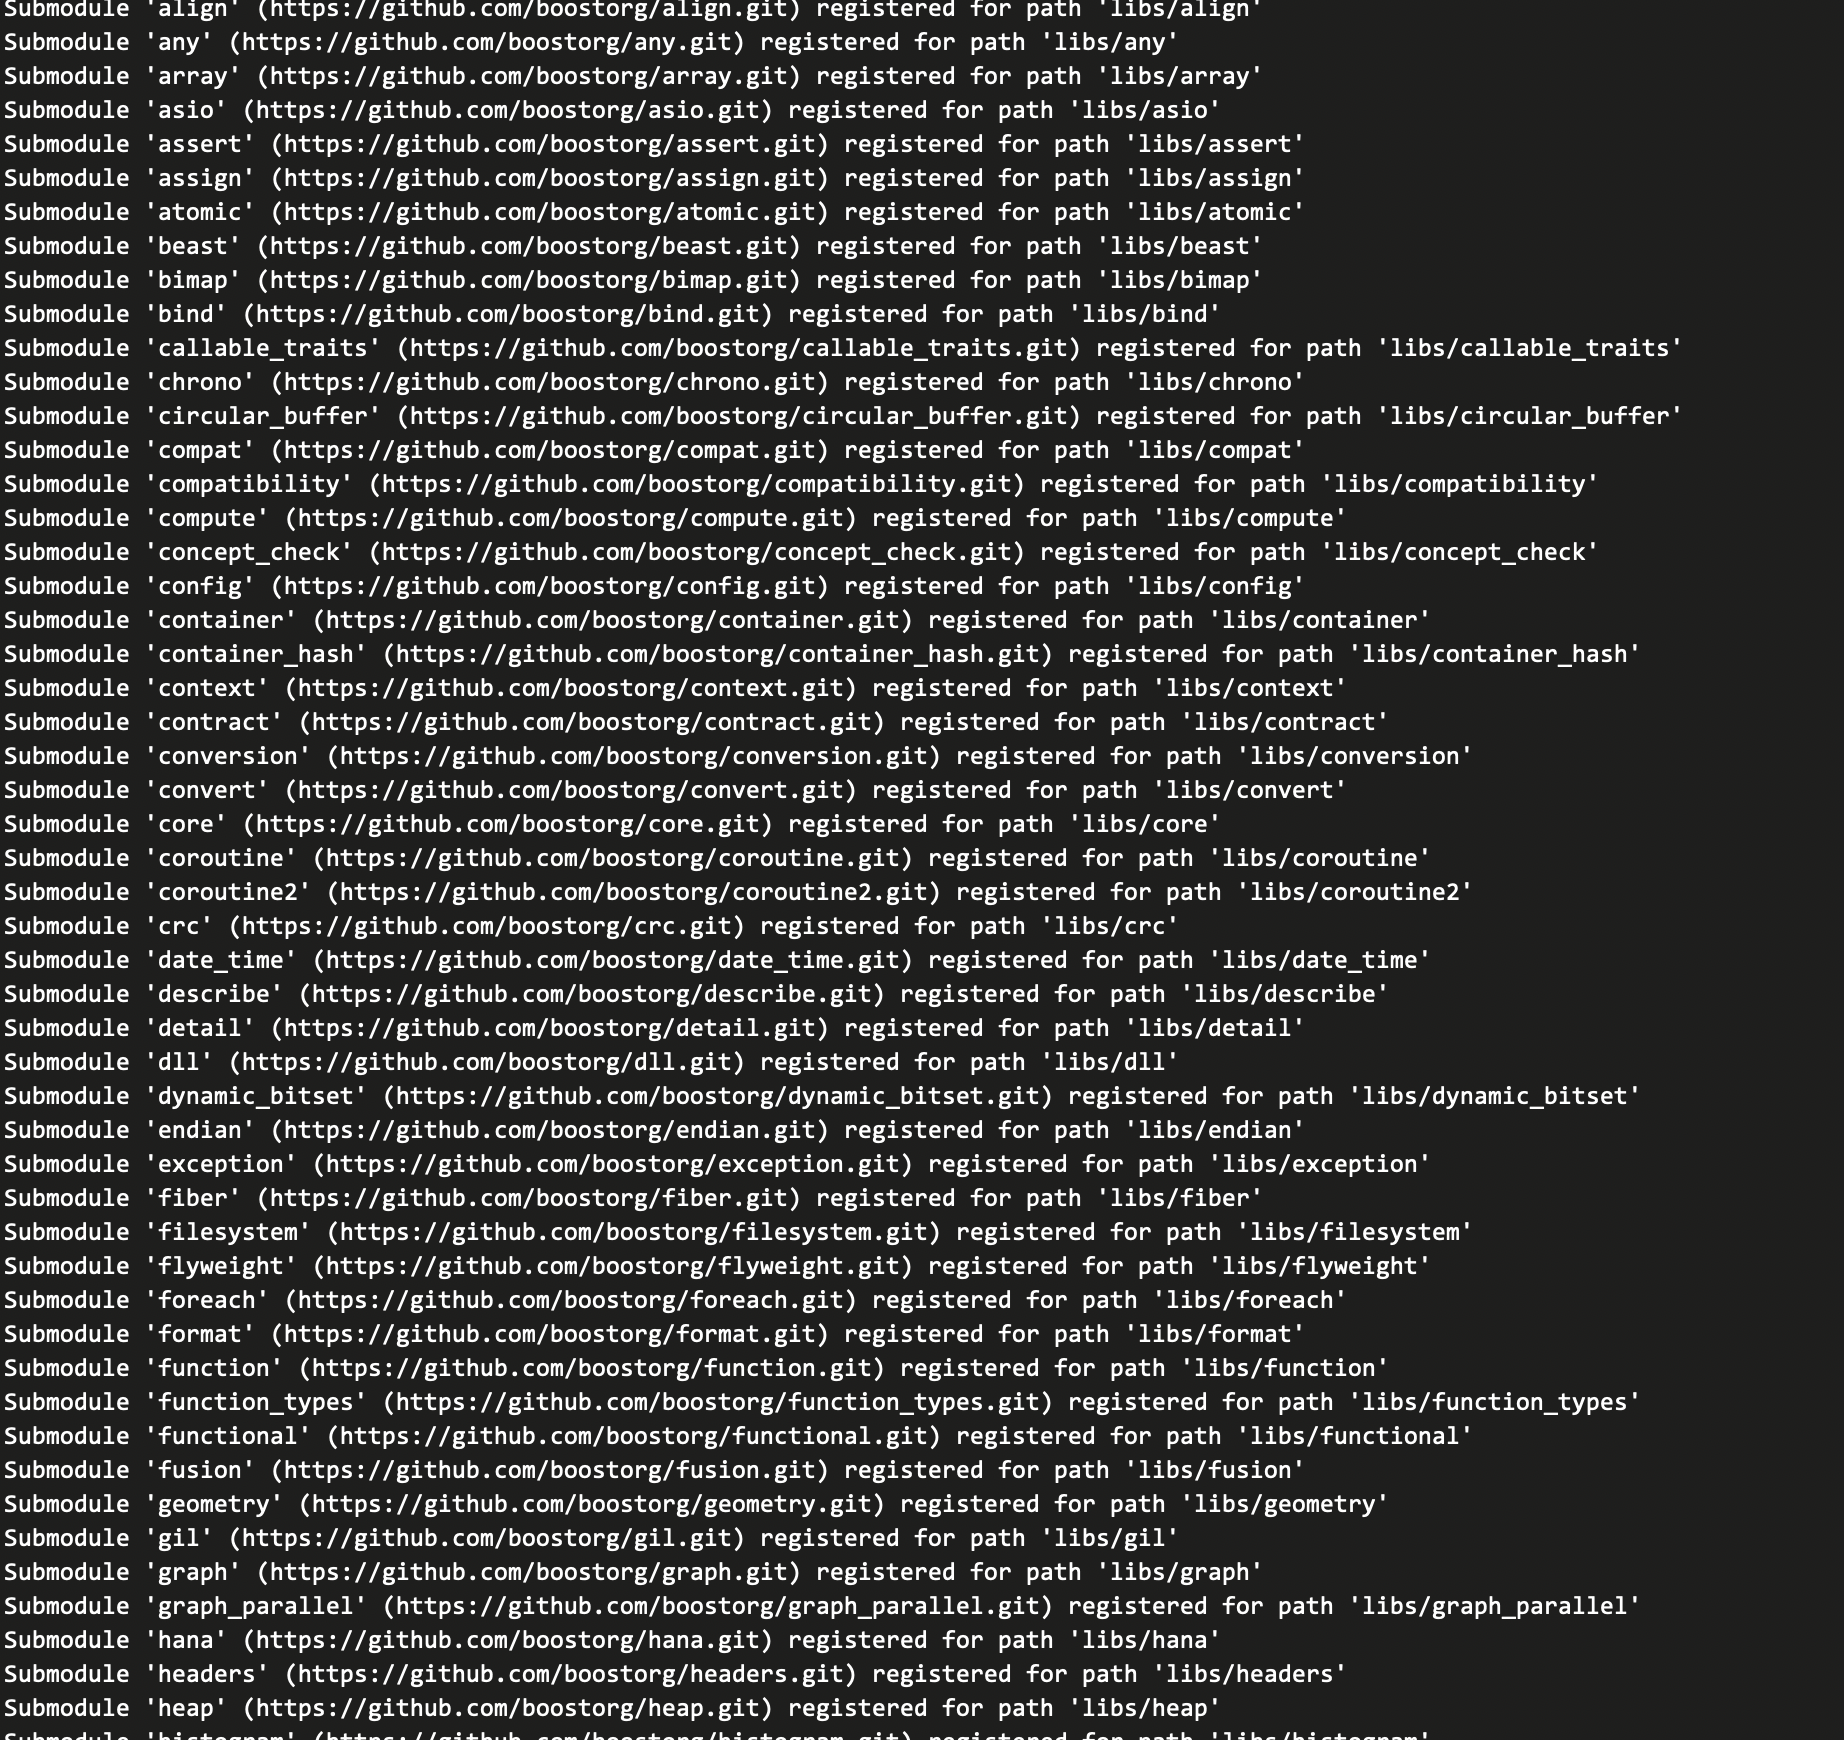 Submodule 'align' (https://github.com/boostorg/align.git) registered for path 'libs/align'
Submodule 'any' (https://github.com/boostorg/any.git) registered for path 'libs/any'
Submodule 'array' (https://github.com/boostorg/array.git) registered for path 'libs/array'
Submodule 'asio' (https://github.com/boostorg/asio.git) registered for path 'libs/asio'
Submodule 'assert' (https://github.com/boostorg/assert.git) registered for path 'libs/assert'
Submodule 'assign' (https://github.com/boostorg/assign.git) registered for path 'libs/assign'
Submodule 'atomic' (https://github.com/boostorg/atomic.git) registered for path 'libs/atomic'
Submodule 'beast' (https://github.com/boostorg/beast.git) registered for path 'libs/beast'
Submodule 'bimap' (https://github.com/boostorg/bimap.git) registered for path 'libs/bimap'
Submodule 'bind' (https://github.com/boostorg/bind.git) registered for path 'libs/bind'
Submodule 'callable_traits' (https://github.com/boostorg/callable_traits.git) registered for path 'libs/callable_traits'
Submodule 'chrono' (https://github.com/boostorg/chrono.git) registered for path 'libs/chrono'
Submodule 'circular_buffer' (https://github.com/boostorg/circular_buffer.git) registered for path 'libs/circular_buffer'
Submodule 'compat' (https://github.com/boostorg/compat.git) registered for path 'libs/compat'
Submodule 'compatibility' (https://github.com/boostorg/compatibility.git) registered for path 'libs/compatibility'
Submodule 'compute' (https://github.com/boostorg/compute.git) registered for path 'libs/compute'
Submodule 'concept_check' (https://github.com/boostorg/concept_check.git) registered for path 'libs/concept_check'
Submodule 'config' (https://github.com/boostorg/config.git) registered for path 'libs/config'
Submodule 'container' (https://github.com/boostorg/container.git) registered for path 'libs/container'
Submodule 'container_hash' (https://github.com/boostorg/container_hash.git) registered for path 'libs/container_hash'
Submodule 'context' (https://github.com/boostorg/context.git) registered for path 'libs/context'
Submodule 'contract' (https://github.com/boostorg/contract.git) registered for path 'libs/contract'
Submodule 'conversion' (https://github.com/boostorg/conversion.git) registered for path 'libs/conversion'
Submodule 'convert' (https://github.com/boostorg/convert.git) registered for path 'libs/convert'
Submodule 'core' (https://github.com/boostorg/core.git) registered for path 'libs/core'
Submodule 'coroutine' (https://github.com/boostorg/coroutine.git) registered for path 'libs/coroutine'
Submodule 'coroutine2' (https://github.com/boostorg/coroutine2.git) registered for path 'libs/coroutine2'
Submodule 'crc' (https://github.com/boostorg/crc.git) registered for path 'libs/crc'
Submodule 'date_time' (https://github.com/boostorg/date_time.git) registered for path 'libs/date_time'
Submodule 'describe' (https://github.com/boostorg/describe.git) registered for path 'libs/describe'
Submodule 'detail' (https://github.com/boostorg/detail.git) registered for path 'libs/detail'
Submodule 'dll' (https://github.com/boostorg/dll.git) registered for path 'libs/dll'
Submodule 'dynamic_bitset' (https://github.com/boostorg/dynamic_bitset.git) registered for path 'libs/dynamic_bitset'
Submodule 'endian' (https://github.com/boostorg/endian.git) registered for path 'libs/endian'
Submodule 'exception' (https://github.com/boostorg/exception.git) registered for path 'libs/exception'
Submodule 'fiber' (https://github.com/boostorg/fiber.git) registered for path 'libs/fiber'
Submodule 'filesystem' (https://github.com/boostorg/filesystem.git) registered for path 'libs/filesystem'
Submodule 'flyweight' (https://github.com/boostorg/flyweight.git) registered for path 'libs/flyweight'
Submodule 'foreach' (https://github.com/boostorg/foreach.git) registered for path 'libs/foreach'
Submodule 'format' (https://github.com/boostorg/format.git) registered for path 'libs/format'
Submodule 'function' (https://github.com/boostorg/function.git) registered for path 'libs/function'
Submodule 'function_types' (https://github.com/boostorg/function_types.git) registered for path 'libs/function_types'
Submodule 'functional' (https://github.com/boostorg/functional.git) registered for path 'libs/functional'
Submodule 'fusion' (https://github.com/boostorg/fusion.git) registered for path 'libs/fusion'
Submodule 'geometry' (https://github.com/boostorg/geometry.git) registered for path 'libs/geometry'
Submodule 'gil' (https://github.com/boostorg/gil.git) registered for path 'libs/gil'
Submodule 'graph' (https://github.com/boostorg/graph.git) registered for path 'libs/graph'
Submodule 'graph_parallel' (https://github.com/boostorg/graph_parallel.git) registered for path 'libs/graph_parallel'
Submodule 'hana' (https://github.com/boostorg/hana.git) registered for path 'libs/hana'
Submodule 'headers' (https://github.com/boostorg/headers.git) registered for path 'libs/headers'
Submodule 'heap' (https://github.com/boostorg/heap.git) registered for path 'libs/heap'
Submodule 'histogram' (https://github.com/boostorg/histogram.git) registered for path 'libs/histogram'